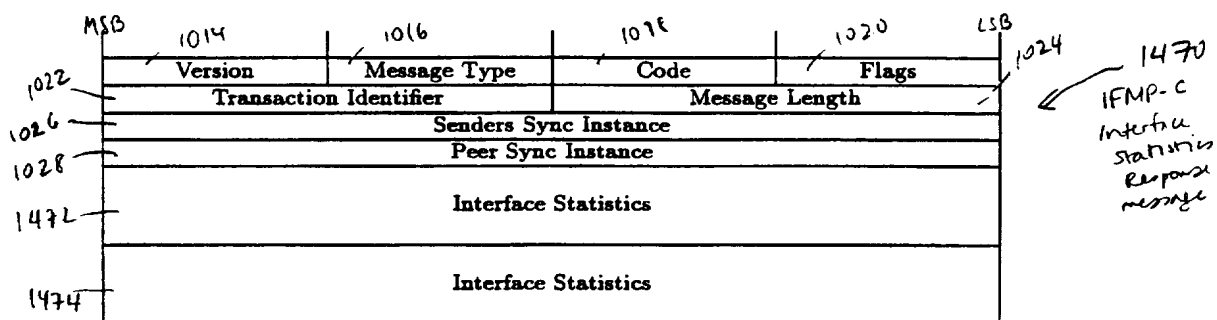 MSB 1014 1016 1018 1020 LSB
1024
Version Message Type Code Flags
1022 Transaction Identifier Message Length
1026 Senders Sync Instance
1028 Peer Sync Instance
1472 Interface Statistics
1474 Interface Statistics
1470
IFMP-C
Interface
Statistics
Response
message